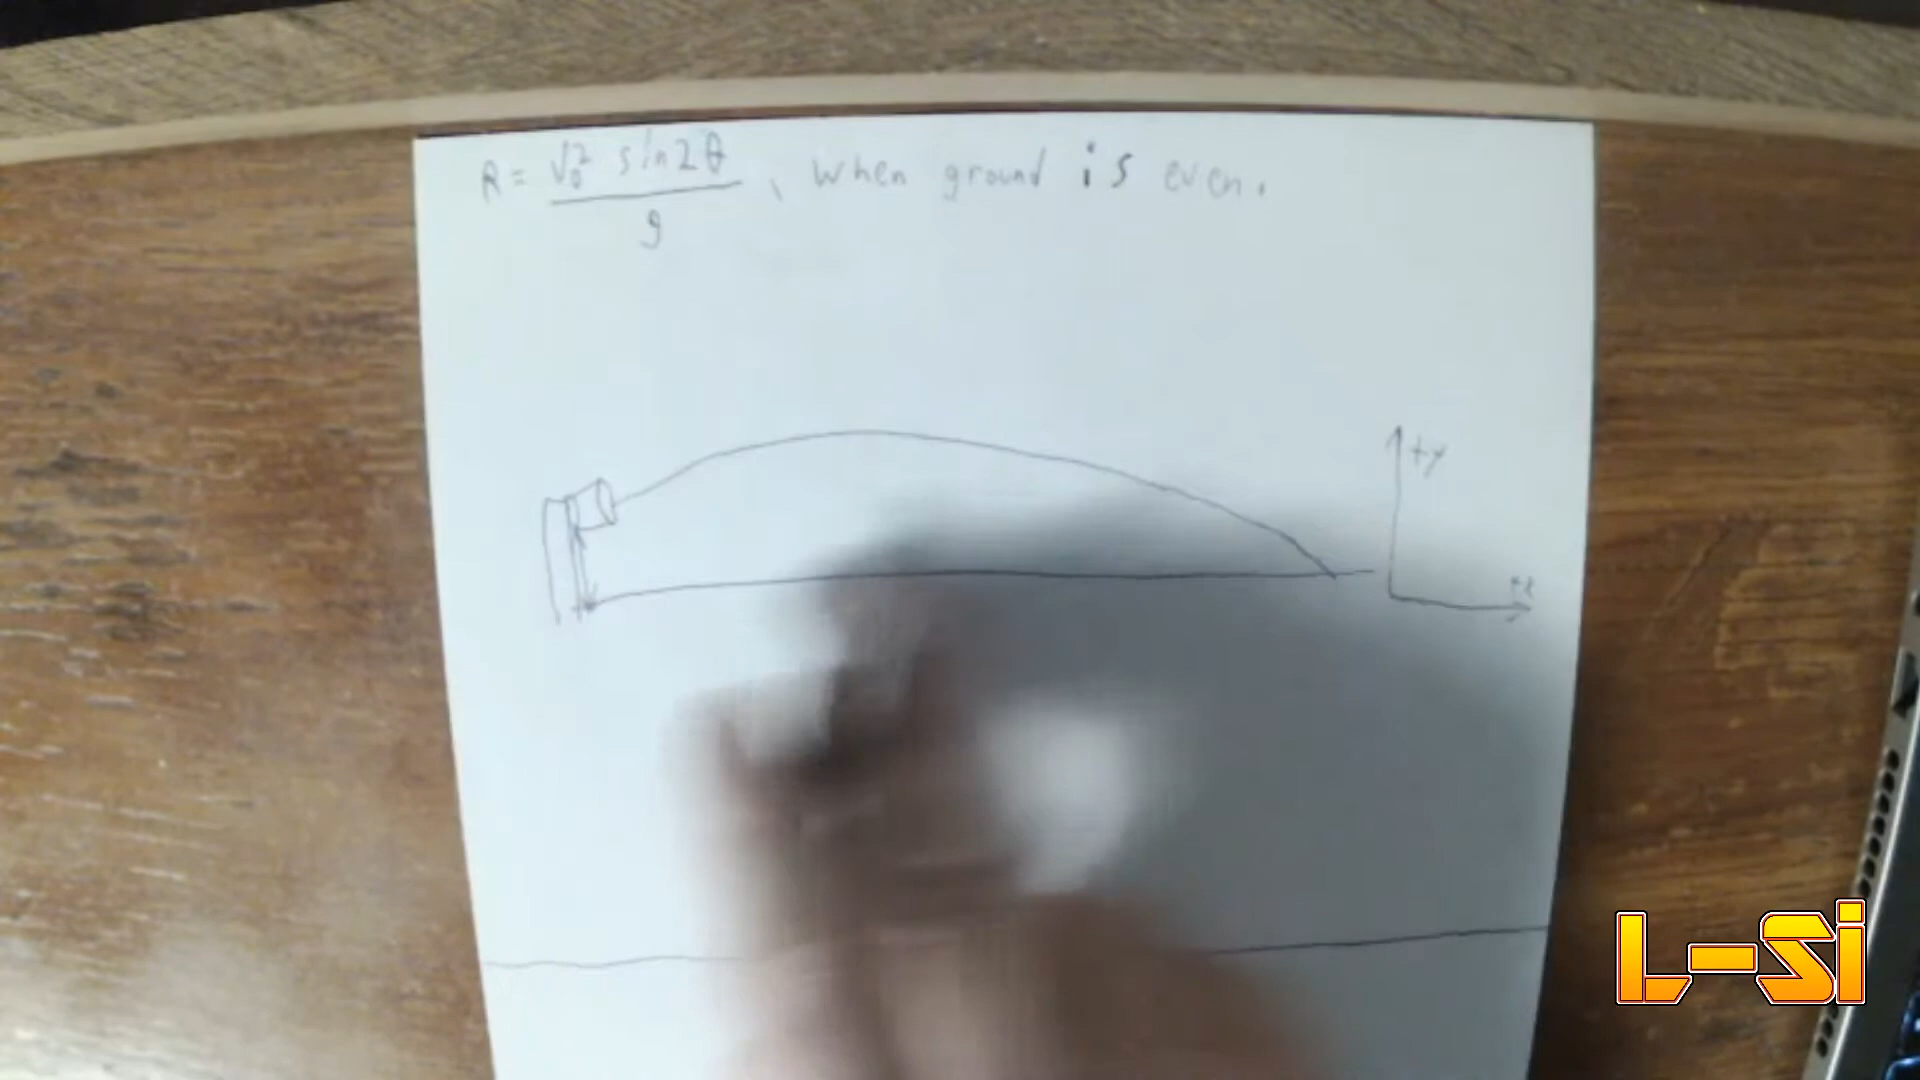 R = V₀² sin2θ / g , when ground is even.
+y
+x
L-Si